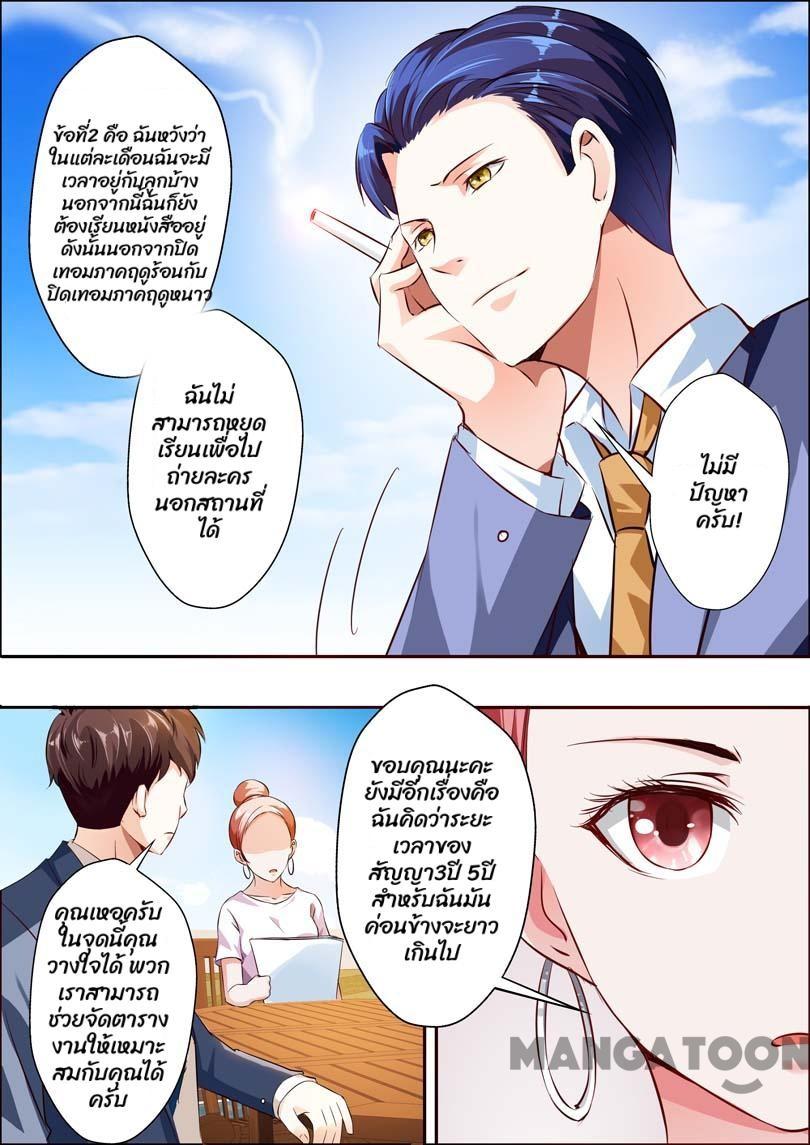 ข้อที่2 คือ ฉันหวังว่า
ในแต่ละเดือนฉันจะมี
เวลาอยู่กับลูกบ้าง
นอกจากนี้ฉันก็ยัง
ต้องเรียนหนังสืออยู่
ดังนั้นนอกจากปิด
เทอมภาคฤดูร้อนกับ
ปิดเทอมภาคฤดูหนาว
ฉันไม่
สามารถหยุด
เรียนเพื่อไป
ถ่ายละคร
นอกสถานที่
ได้
ไม่มี
ปัญหา
ครับ!
ขอบคุณนะคะ
ยังมีอีกเรื่องคือ
ฉันคิดว่าระยะ
เวลาของ
สัญญา3ปี 5ปี
สำหรับฉันมัน
ค่อนข้างจะยาว
เกินไป
คุณเหอครับ
ในจุดนี้คุณ
วางใจได้ พวก
เราสามารถ
ช่วยจัดตาราง
งานให้เหมาะ
สมกับคุณได้
ครับ
MANGATOON